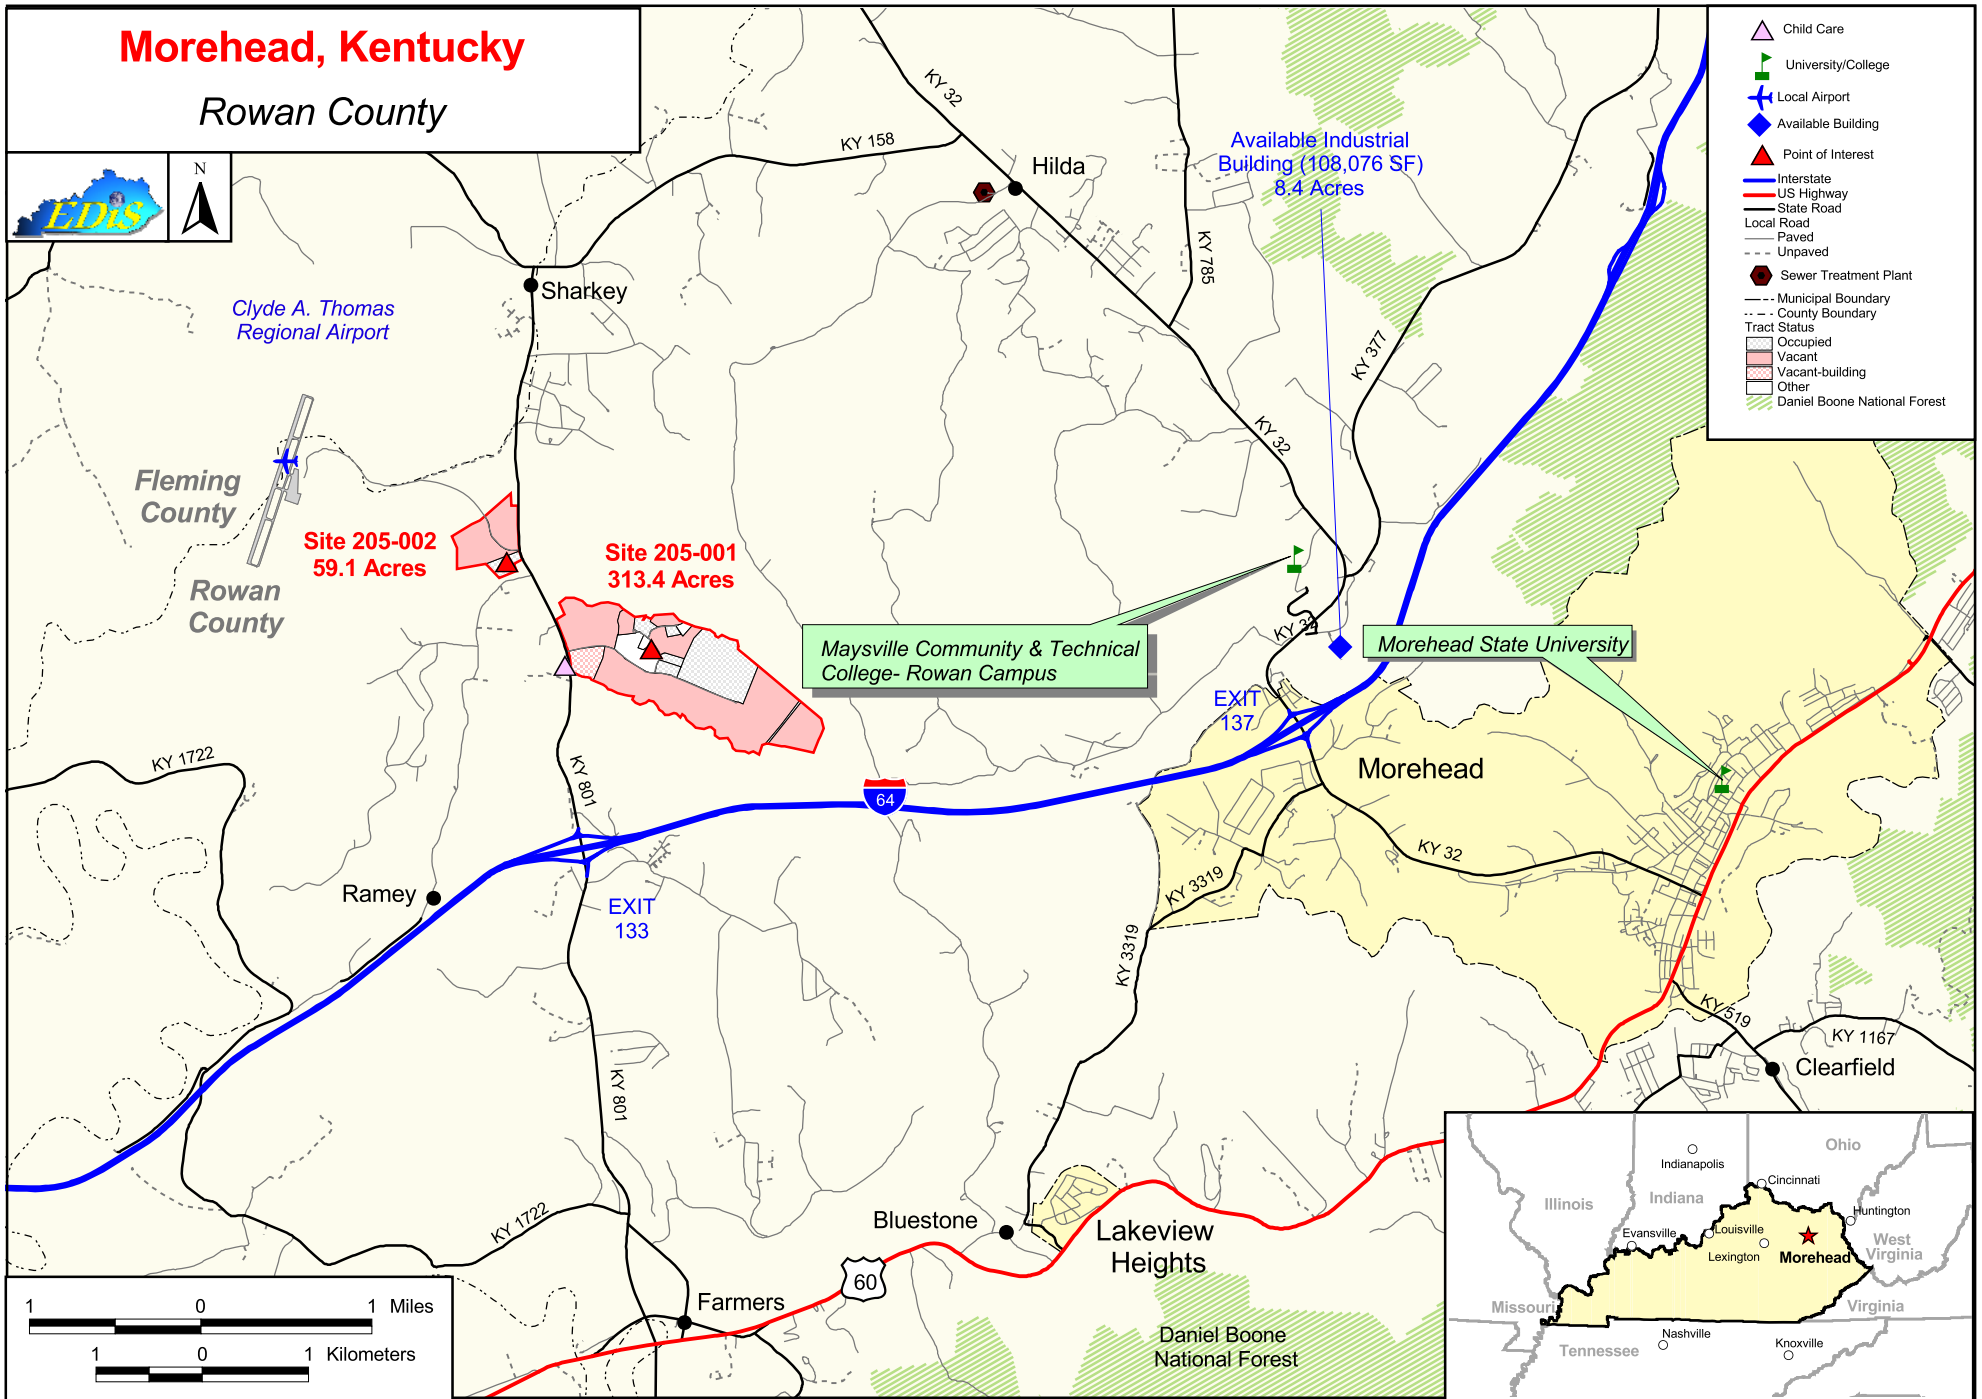 Morehead, Kentucky
Rowan County
EDIS
N
Child Care
University/College
Local Airport
Available Building
Point of Interest
Interstate
US Highway
State Road
Local Road
Paved
Unpaved
Sewer Treatment Plant
Municipal Boundary
County Boundary
Tract Status
Occupied
Vacant
Vacant-building
Other
Daniel Boone National Forest
KY 32
KY 158
Hilda
Available Industrial
Building (108,076 SF)
8.4 Acres
KY 785
Sharkey
Clyde A. Thomas
Regional Airport
KY 377
KY 32
Fleming
County
Rowan
County
Site 205-002
59.1 Acres
Site 205-001
313.4 Acres
Maysville Community & Technical
College- Rowan Campus
KY 32
Morehead State University
EXIT
137
KY 1722
KY 801
64
Morehead
KY 32
KY 3319
Ramey
EXIT
133
KY 3319
KY 519
KY 1167
Clearfield
KY 801
KY 1722
Bluestone
Lakeview
Heights
60
Farmers
Daniel Boone
National Forest
1 0 1 Miles
1 0 1 Kilometers
Ohio
Indianapolis
Cincinnati
Illinois
Indiana
Huntington
Evansville
Louisville
Lexington
Morehead
West
Virginia
Missouri
Virginia
Nashville
Knoxville
Tennessee